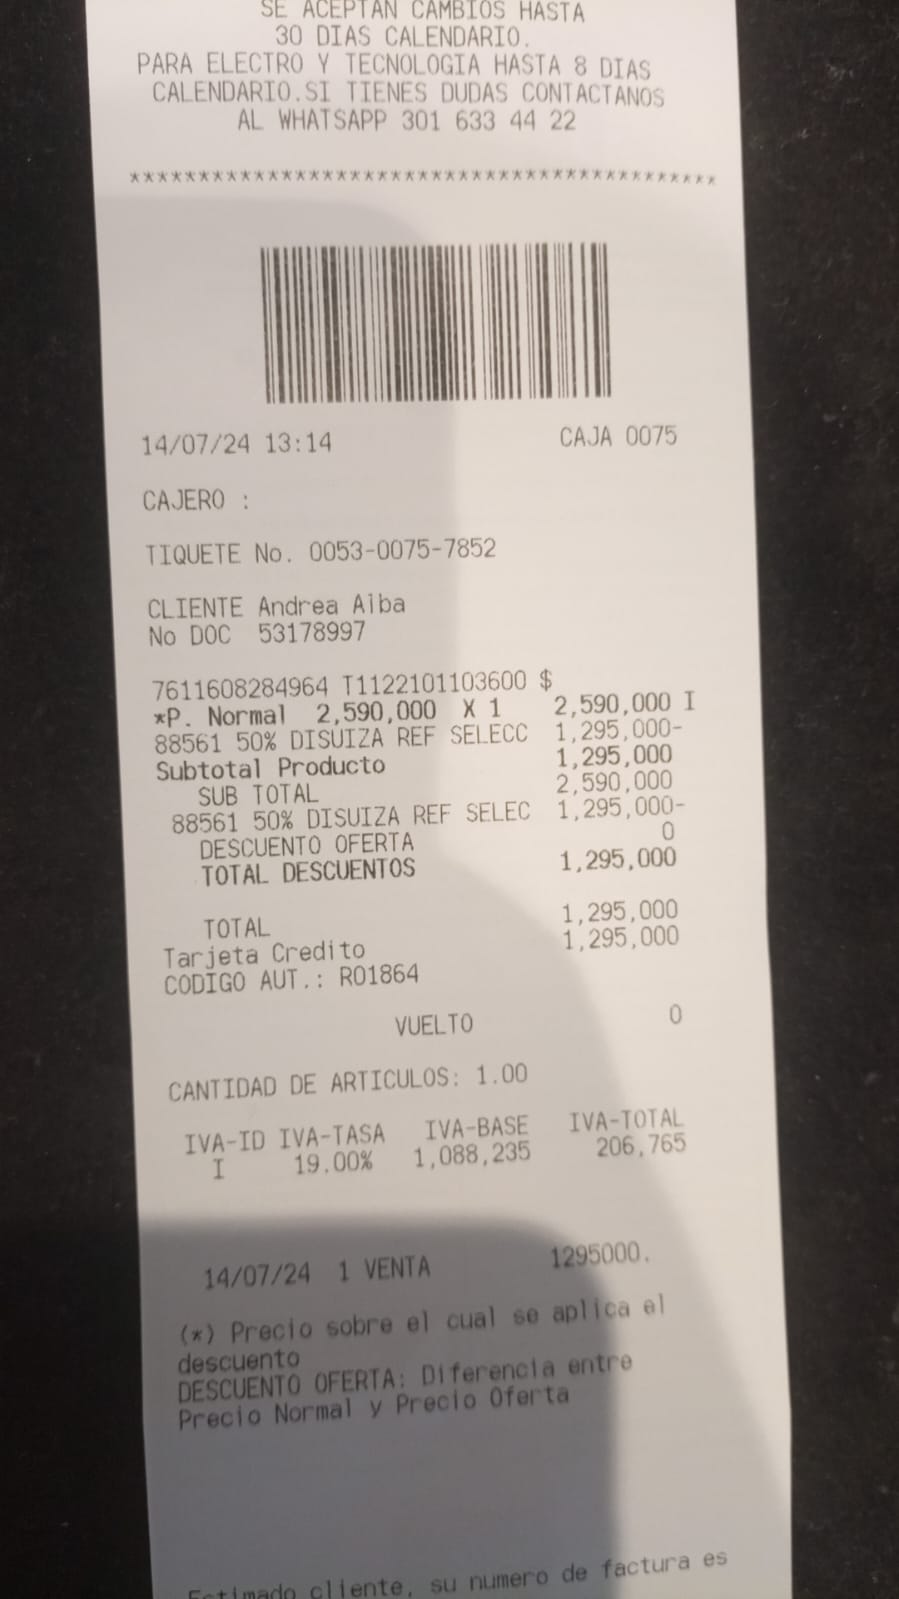 SE ACEPTAN CAMBIOS HASTA
30 DIAS CALENDARIO.
PARA ELECTRO Y TECNOLOGIA HASTA 8 DIAS
CALENDARIO.SI TIENES DUDAS CONTACTANOS
AL WHATSAPP 301 633 44 22
*******************************************
14/07/24 13:14 CAJA 0075
CAJERO :
TIQUETE No. 0053-0075-7852
CLIENTE Andrea Alba
No DOC 53178997
7611608284964 T1122101103600 $
*P. Normal 2,590,000 X 1 2,590,000 I
88561 50% DISUIZA REF SELECC 1,295,000-
Subtotal Producto 1,295,000
SUB TOTAL 2,590,000
88561 50% DISUIZA REF SELEC 1,295,000-
DESCUENTO OFERTA 0
TOTAL DESCUENTOS 1,295,000
TOTAL 1,295,000
Tarjeta Credito 1,295,000
CODIGO AUT.: R01864
VUELTO 0
CANTIDAD DE ARTICULOS: 1.00
IVA-ID IVA-TASA IVA-BASE IVA-TOTAL
I 19.00% 1,088,235 206,765
14/07/24 1 VENTA 1295000.
(*) Precio sobre el cual se aplica el
descuento
DESCUENTO OFERTA: Diferencia entre
Precio Normal y Precio Oferta
Estimado cliente, su numero de factura es